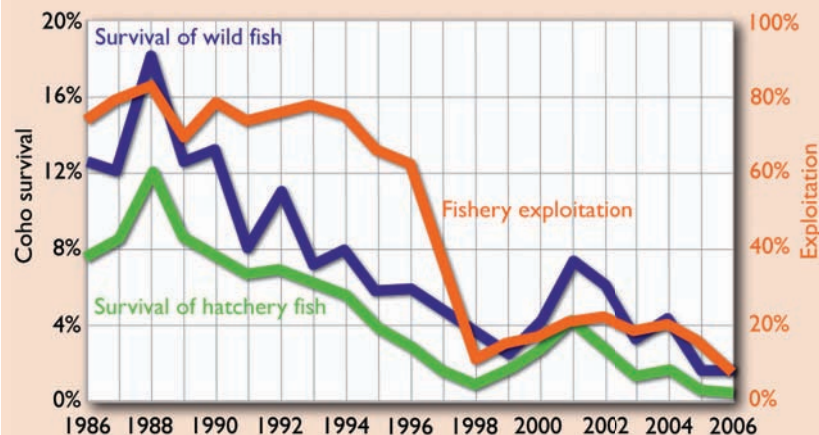 20%
16%
12%
8%
4%
0%
Coho survival
Survival of wild fish
Survival of hatchery fish
Fishery exploitation
100%
80%
60%
40%
20%
0%
Exploitation
1986 1988 1990 1992 1994 1996 1998 2000 2002 2004 2006